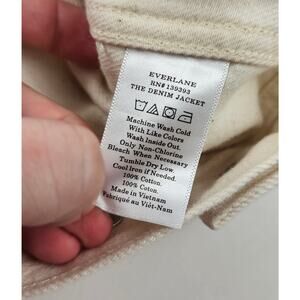 EVERLANE
RN# 139393
THE DENIM JACKET
Machine Wash Cold
With Like Colors
Wash Inside Out.
Only Non-Chlorine
Bleach When Necessary
Tumble Dry Low.
Cool Iron if Needed.
100% Cotton.
100% Coton.
Made in Vietnam
Fabriqué au Viêt-Nam